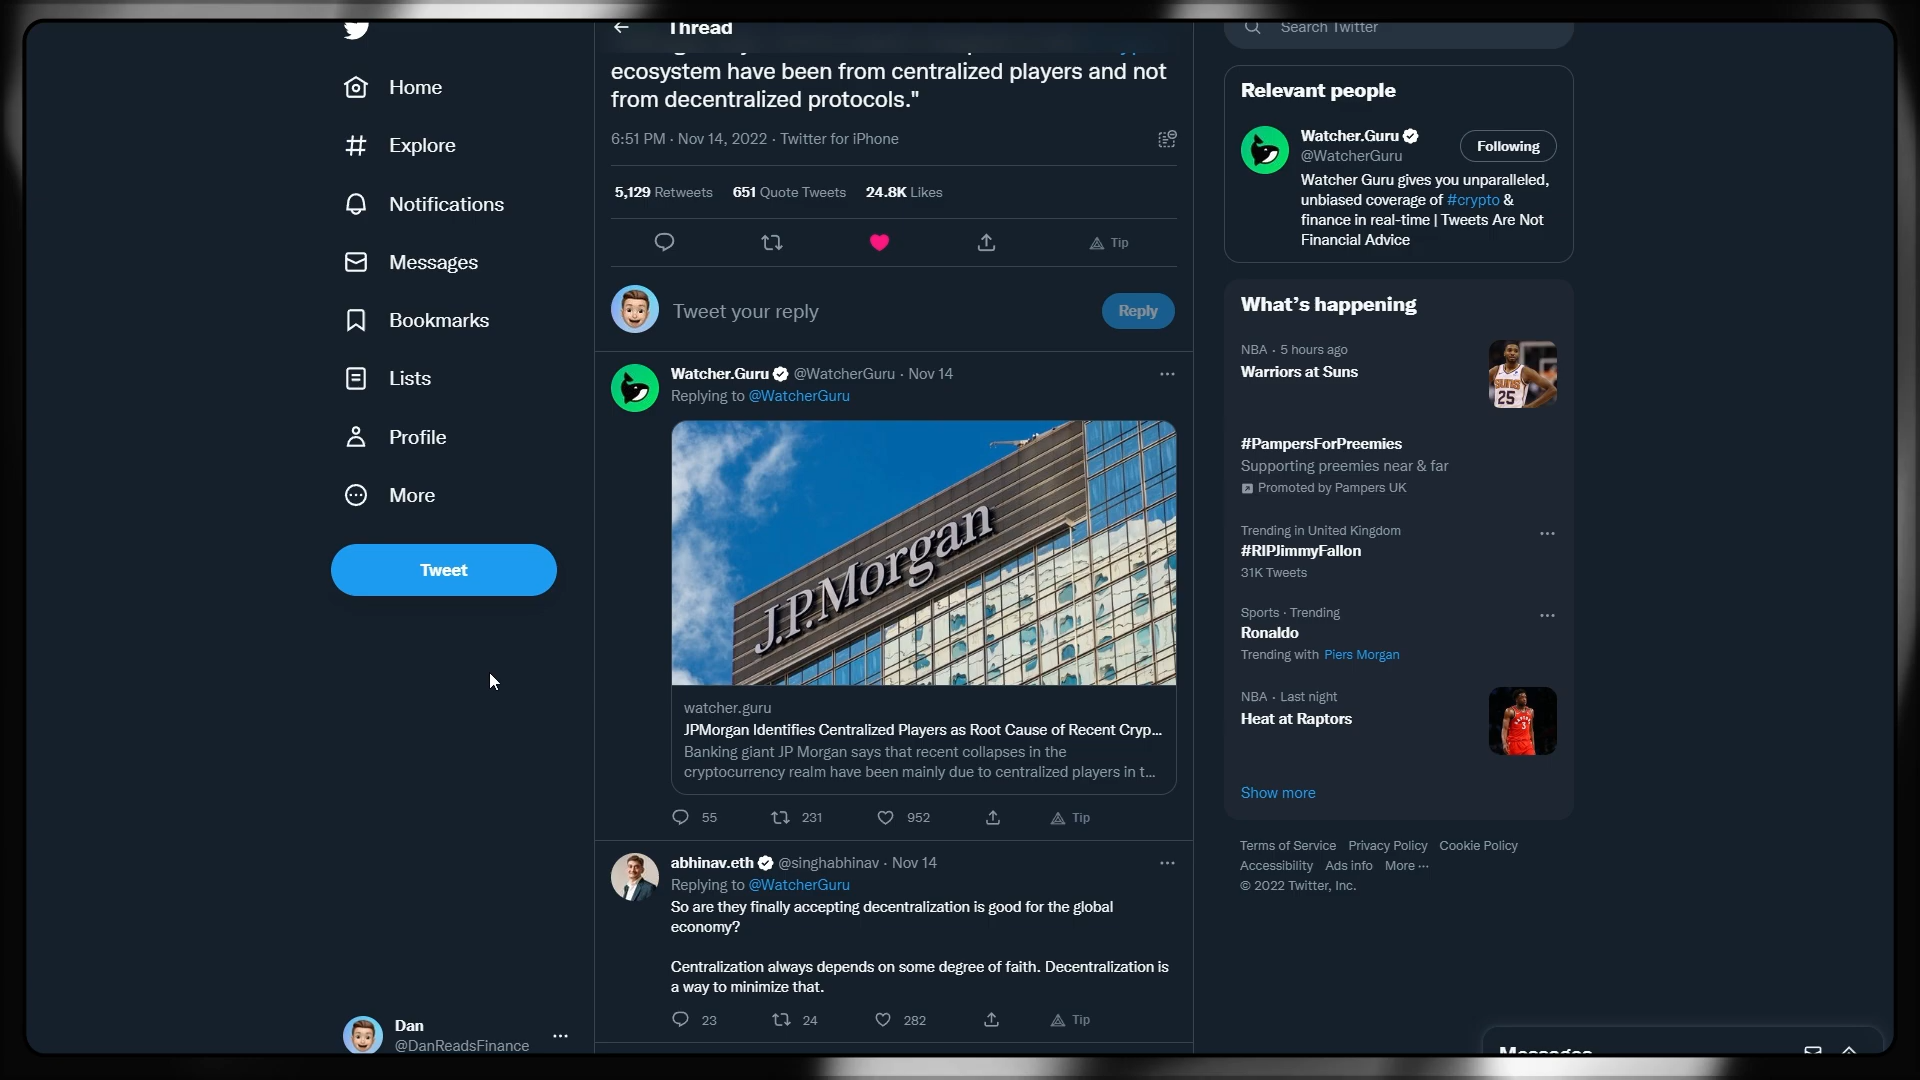 Thread
ecosystem have been from centralized players and not
from decentralized protocols."
6:51 PM · Nov 14, 2022 · Twitter for iPhone
5,129 Retweets 651 Quote Tweets 24.8K Likes
Tip
Tweet your reply
Reply
Watcher.Guru @WatcherGuru · Nov 14
Replying to @WatcherGuru
J.P.Morgan
watcher.guru
JPMorgan Identifies Centralized Players as Root Cause of Recent Cryp...
Banking giant JP Morgan says that recent collapses in the
cryptocurrency realm have been mainly due to centralized players in t...
55 231 952 Tip
abhinav.eth @singhabhinav · Nov 14
Replying to @WatcherGuru
So are they finally accepting decentralization is good for the global
economy?
Centralization always depends on some degree of faith. Decentralization is
a way to minimize that.
23 24 282 Tip
Home
Explore
Notifications
Messages
Bookmarks
Lists
Profile
More
Tweet
Dan
@DanReadsFinance
Search Twitter
Relevant people
Watcher.Guru
@WatcherGuru
Following
Watcher Guru gives you unparalleled,
unbiased coverage of #crypto &
finance in real-time | Tweets Are Not
Financial Advice
What's happening
NBA · 5 hours ago
Warriors at Suns
SUNS
25
#PampersForPreemies
Supporting preemies near & far
Promoted by Pampers UK
Trending in United Kingdom
#RIPJimmyFallon
31K Tweets
Sports · Trending
Ronaldo
Trending with Piers Morgan
NBA · Last night
Heat at Raptors
3
Show more
Terms of Service Privacy Policy Cookie Policy
Accessibility Ads info More ···
© 2022 Twitter, Inc.
Messages